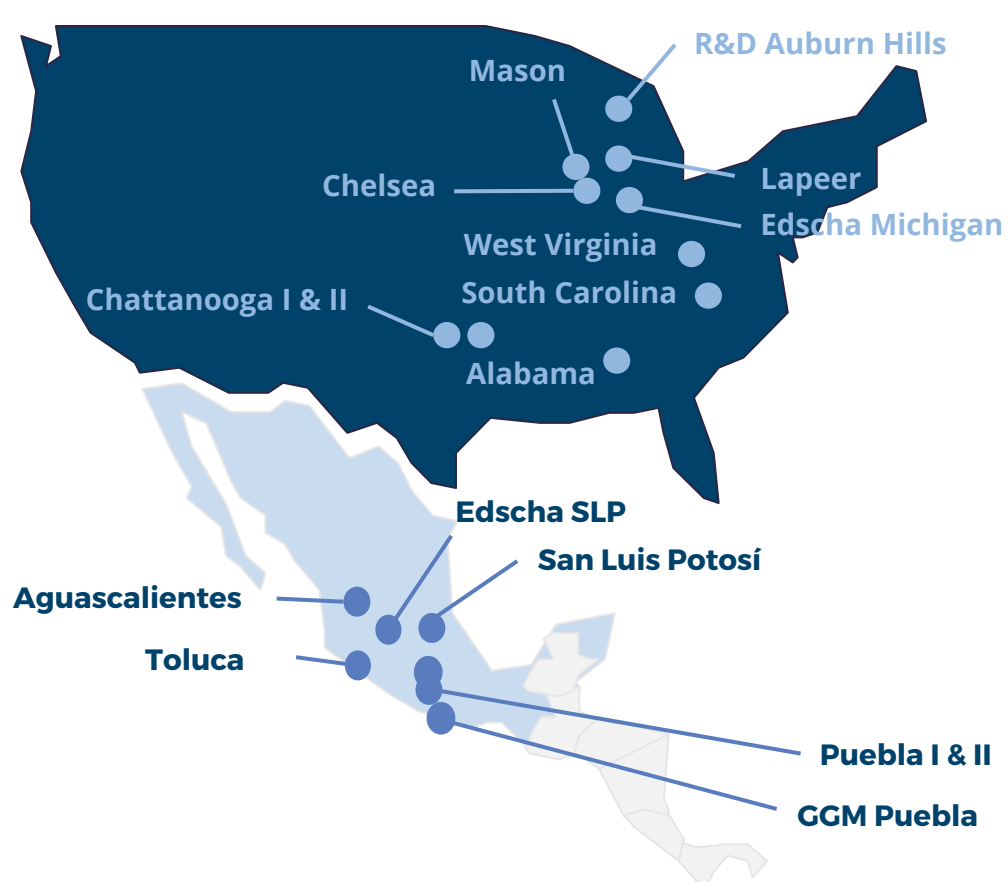 R&D Auburn Hills
Mason
Lapeer
Chelsea
Edscha Michigan
West Virginia
South Carolina
Chattanooga I & II
Alabama
Edscha SLP
San Luis Potosí
Aguascalientes
Toluca
Puebla I & II
GGM Puebla